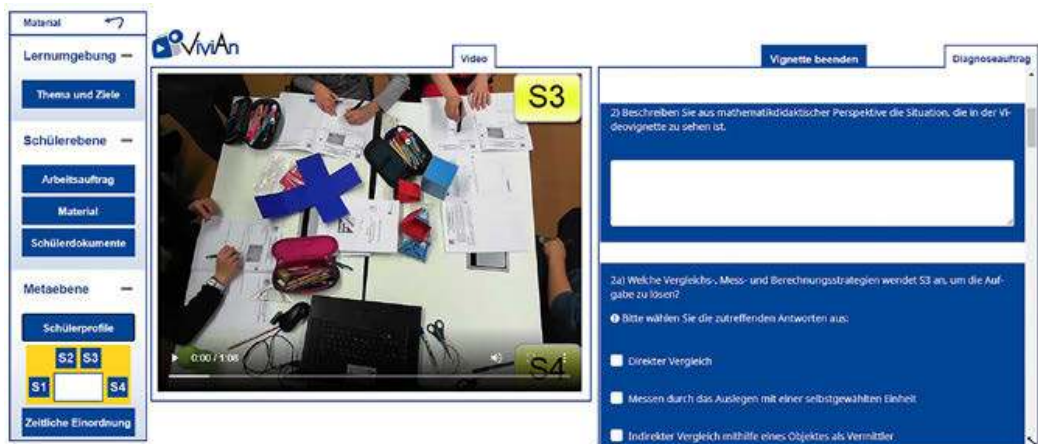 Material
Lernumgebung
Thema und Ziele
Schülerebene
Arbeitsauftrag
Material
Schülerdokumente
Metaebene
Schülerprofile
S2 S3
S1 S4
Zeitliche Einordnung
ViviAn
Video
S3
S4
0:00 / 1:08
Vignette beenden
Diagnoseauftrag
2) Beschreiben Sie aus mathematikdidaktischer Perspektive die Situation, die in der Vi-
deovignette zu sehen ist.
2a) Welche Vergleichs-, Mess- und Berechnungsstrategien wendet S3 an, um die Auf-
gabe zu lösen?
Bitte wählen Sie die zutreffenden Antworten aus:
Direkter Vergleich
Messen durch das Auslegen mit einer selbstgewählten Einheit
Indirekter Vergleich mithilfe eines Objektes als Vermittler